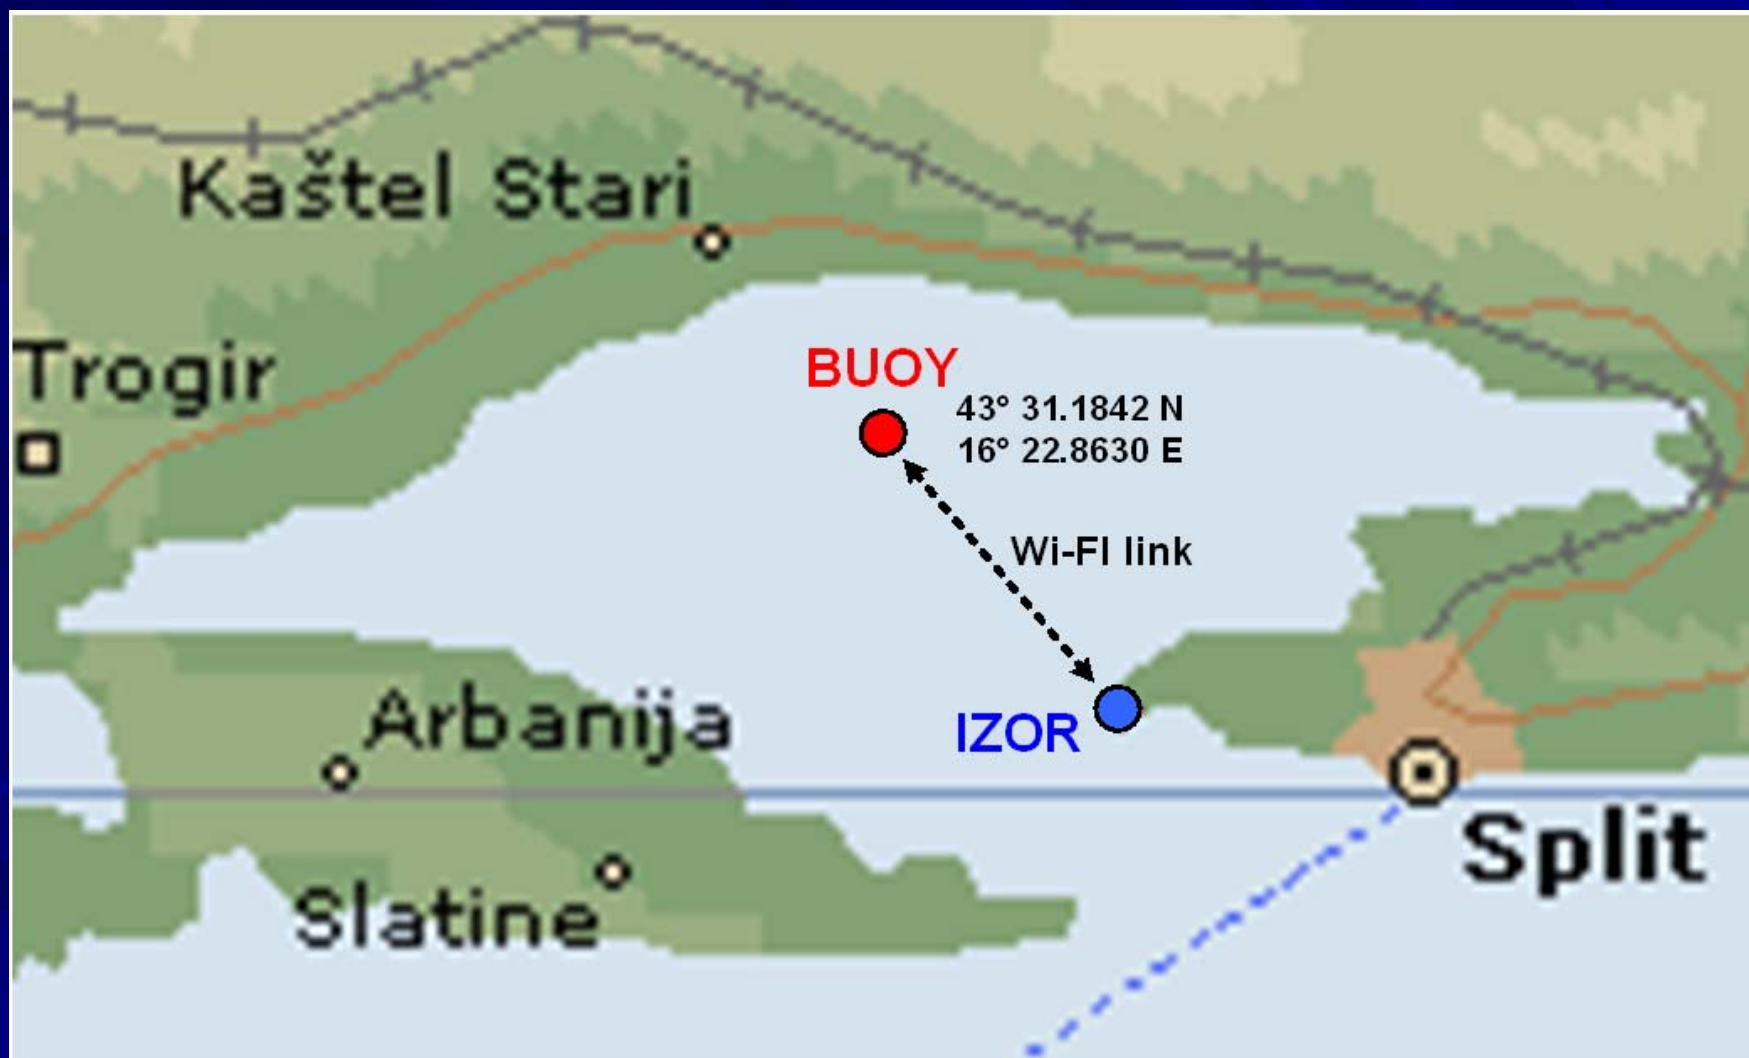 Kaštel Stari
Trogir
BUOY
43° 31.1842 N
16° 22.8630 E
Wi-FI link
Arbanija
IZOR
Split
Slatine